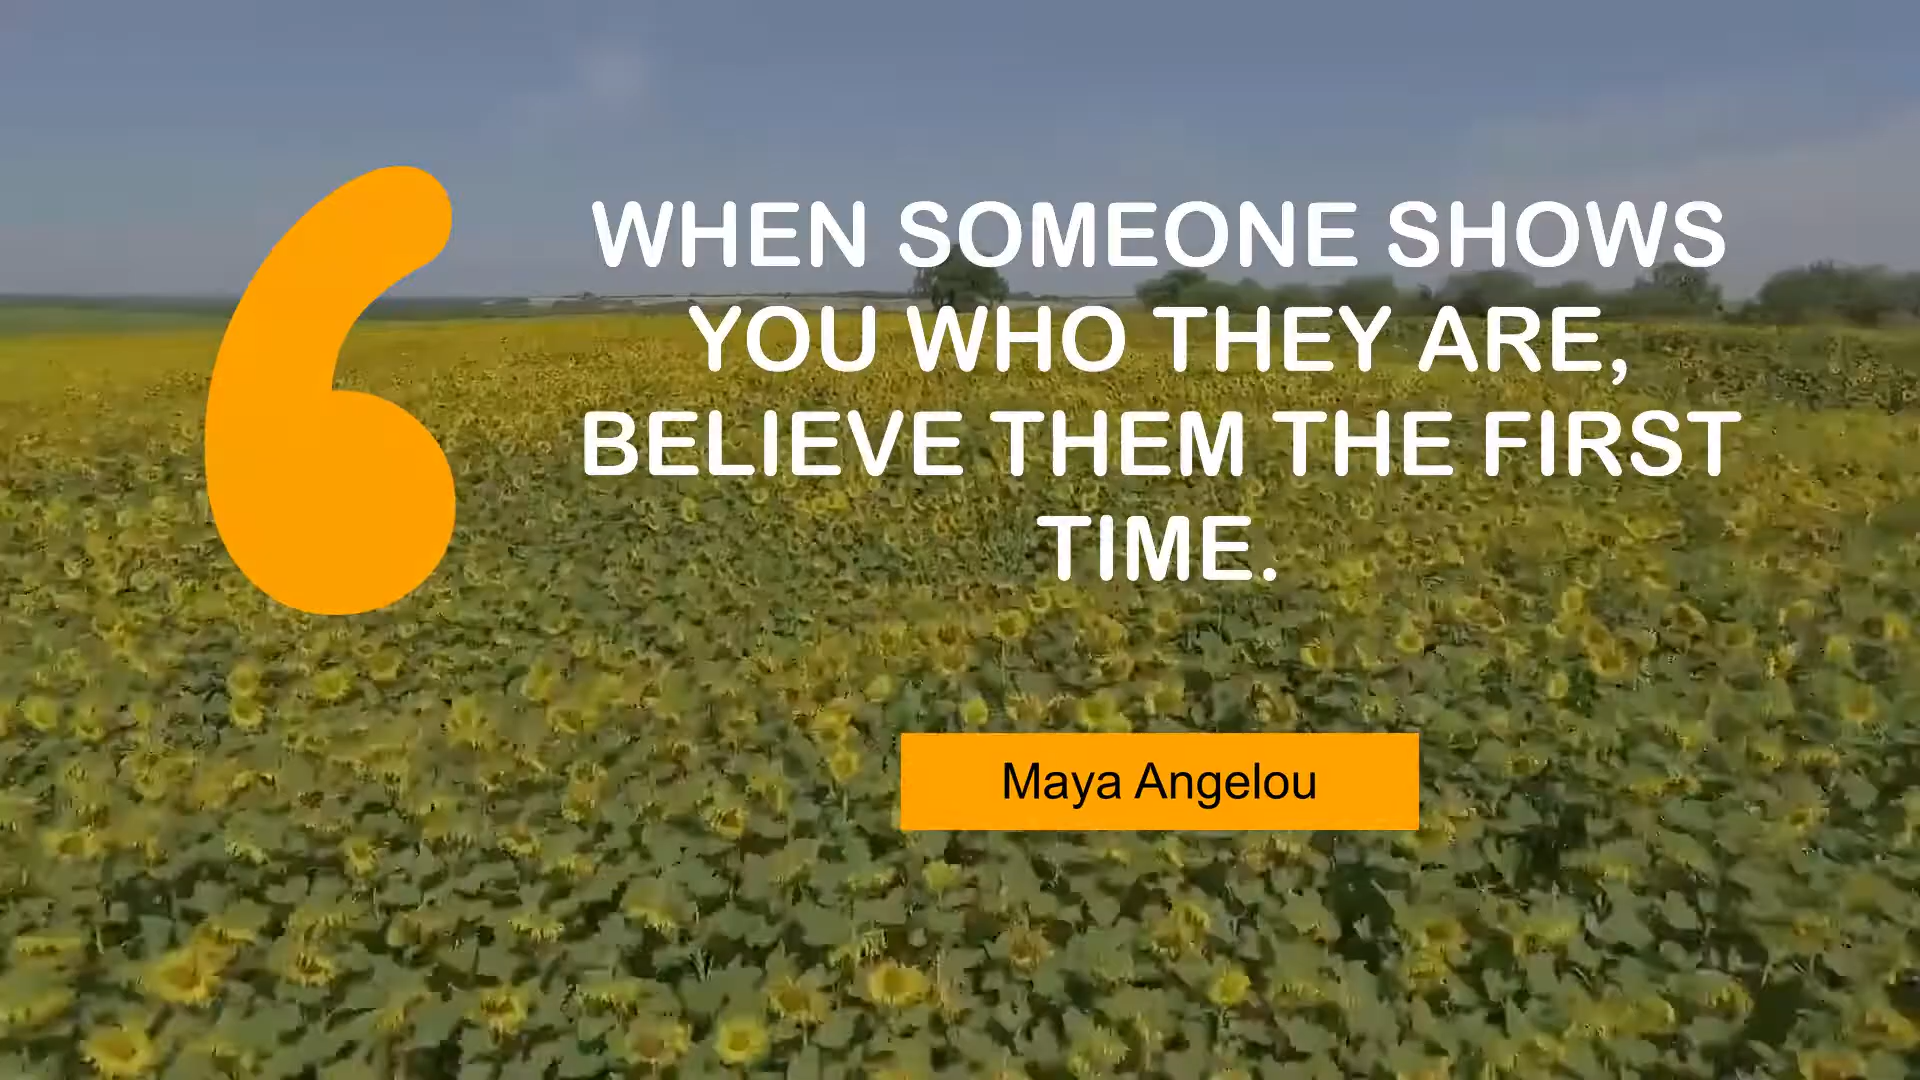 WHEN SOMEONE SHOWS
YOU WHO THEY ARE,
BELIEVE THEM THE FIRST
TIME.
Maya Angelou